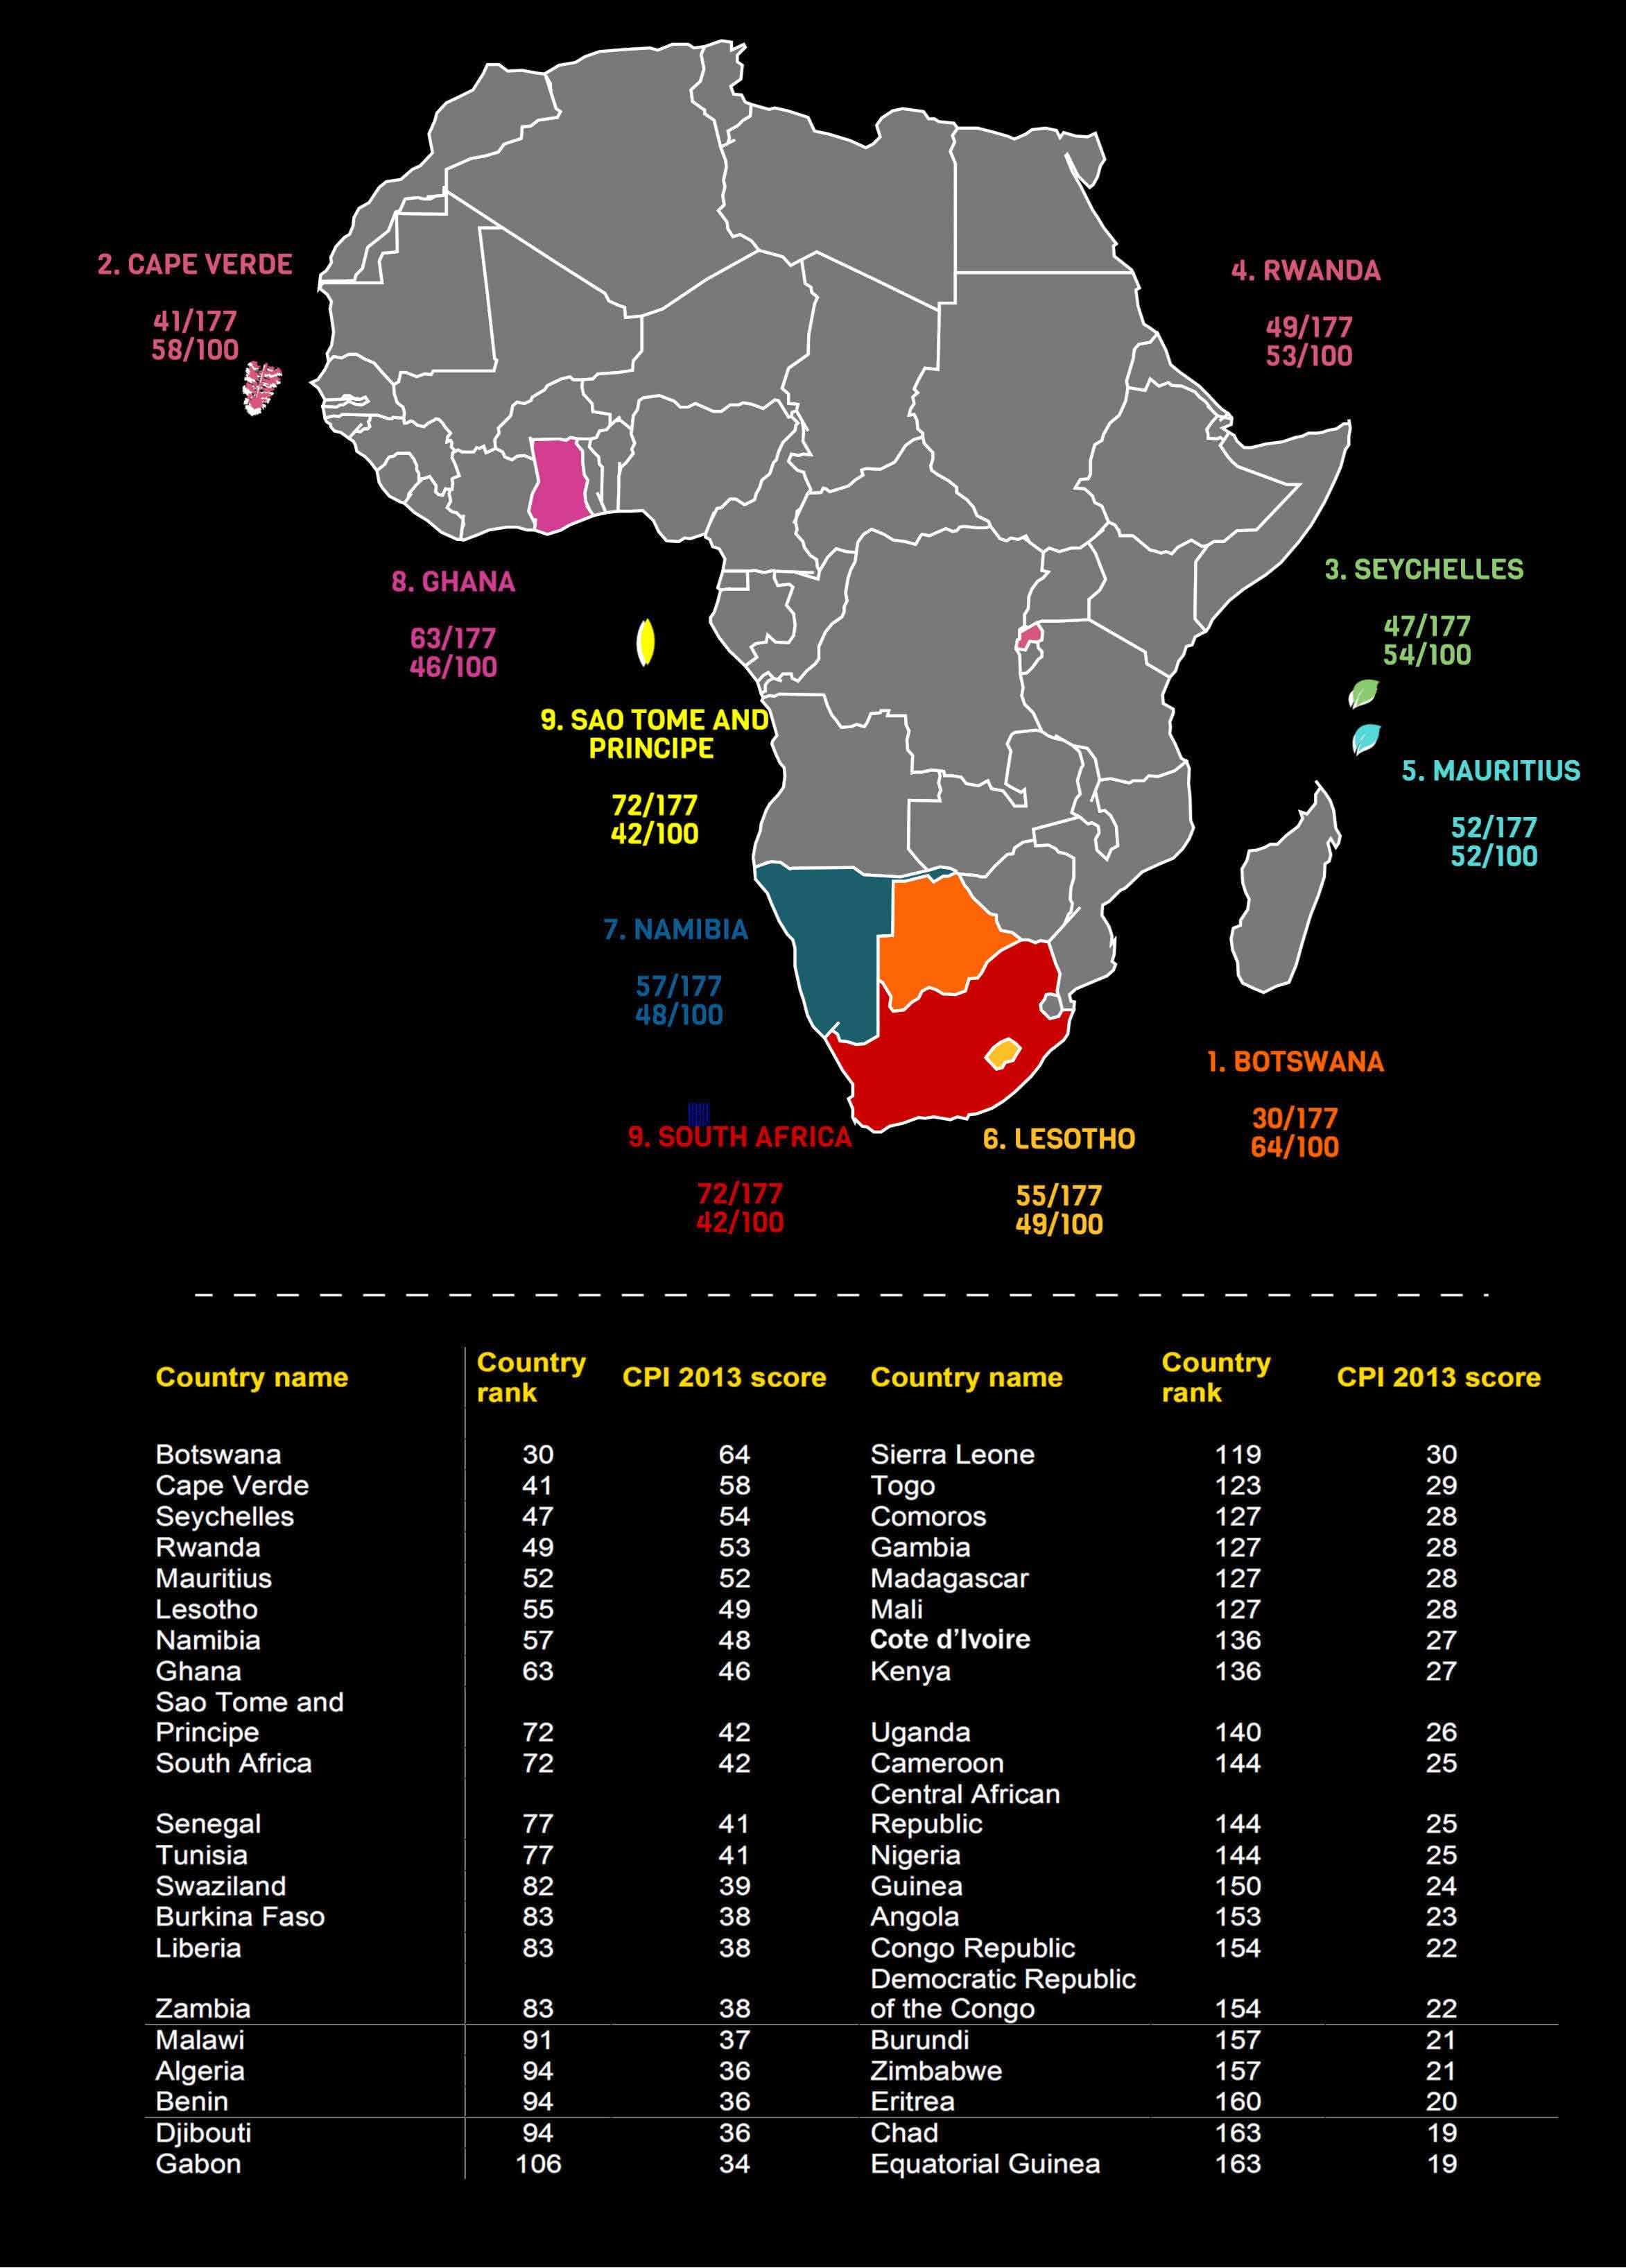 2. CAPE VERDE
41/177
58/100
4. RWANDA
49/177
53/100
3. SEYCHELLES
47/177
54/100
8. GHANA
63/177
46/100
9. SAO TOME AND
PRINCIPE
72/177
42/100
5. MAURITIUS
52/177
52/100
7. NAMIBIA
57/177
48/100
1. BOTSWANA
30/177
64/100
9. SOUTH AFRICA
72/177
42/100
6. LESOTHO
55/177
49/100
Country name Country rank CPI 2013 score Country name Country rank CPI 2013 score
Botswana 30 64 Sierra Leone 119 30
Cape Verde 41 58 Togo 123 29
Seychelles 47 54 Comoros 127 28
Rwanda 49 53 Gambia 127 28
Mauritius 52 52 Madagascar 127 28
Lesotho 55 49 Mali 127 28
Namibia 57 48 Cote d’Ivoire 136 27
Ghana 63 46 Kenya 136 27
Sao Tome and
Principe 72 42 Uganda 140 26
South Africa 72 42 Cameroon 144 25
Central African
Senegal 77 41 Republic 144 25
Tunisia 77 41 Nigeria 144 25
Swaziland 82 39 Guinea 150 24
Burkina Faso 83 38 Angola 153 23
Liberia 83 38 Congo Republic 154 22
Democratic Republic
Zambia 83 38 of the Congo 154 22
Malawi 91 37 Burundi 157 21
Algeria 94 36 Zimbabwe 157 21
Benin 94 36 Eritrea 160 20
Djibouti 94 36 Chad 163 19
Gabon 106 34 Equatorial Guinea 163 19